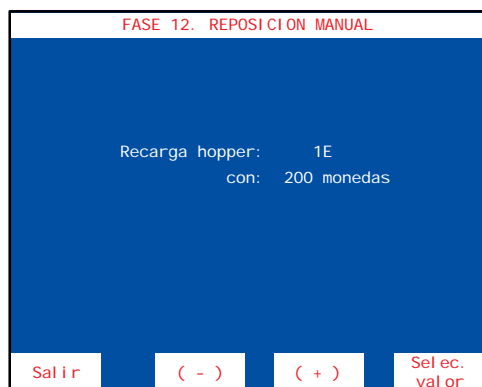 FASE 12. REPOSICION MANUAL
Recarga hopper: 1E
con: 200 monedas
Salir ( - ) ( + ) Selec.
valor